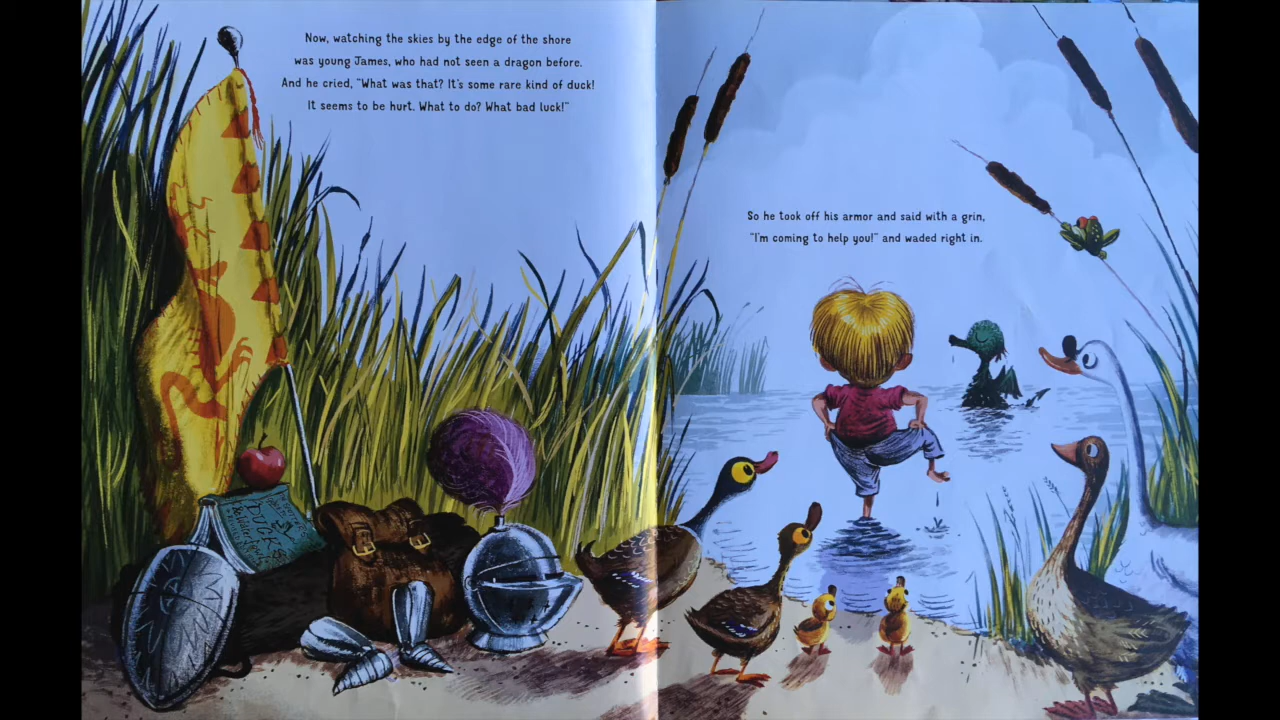 Now, watching the skies by the edge of the shore
was young James, who had not seen a dragon before.
And he cried, "What was that? It's some rare kind of duck!
It seems to be hurt. What to do? What bad luck!"
So he took off his armor and said with a grin,
"I'm coming to help you!" and waded right in.
DUCKS